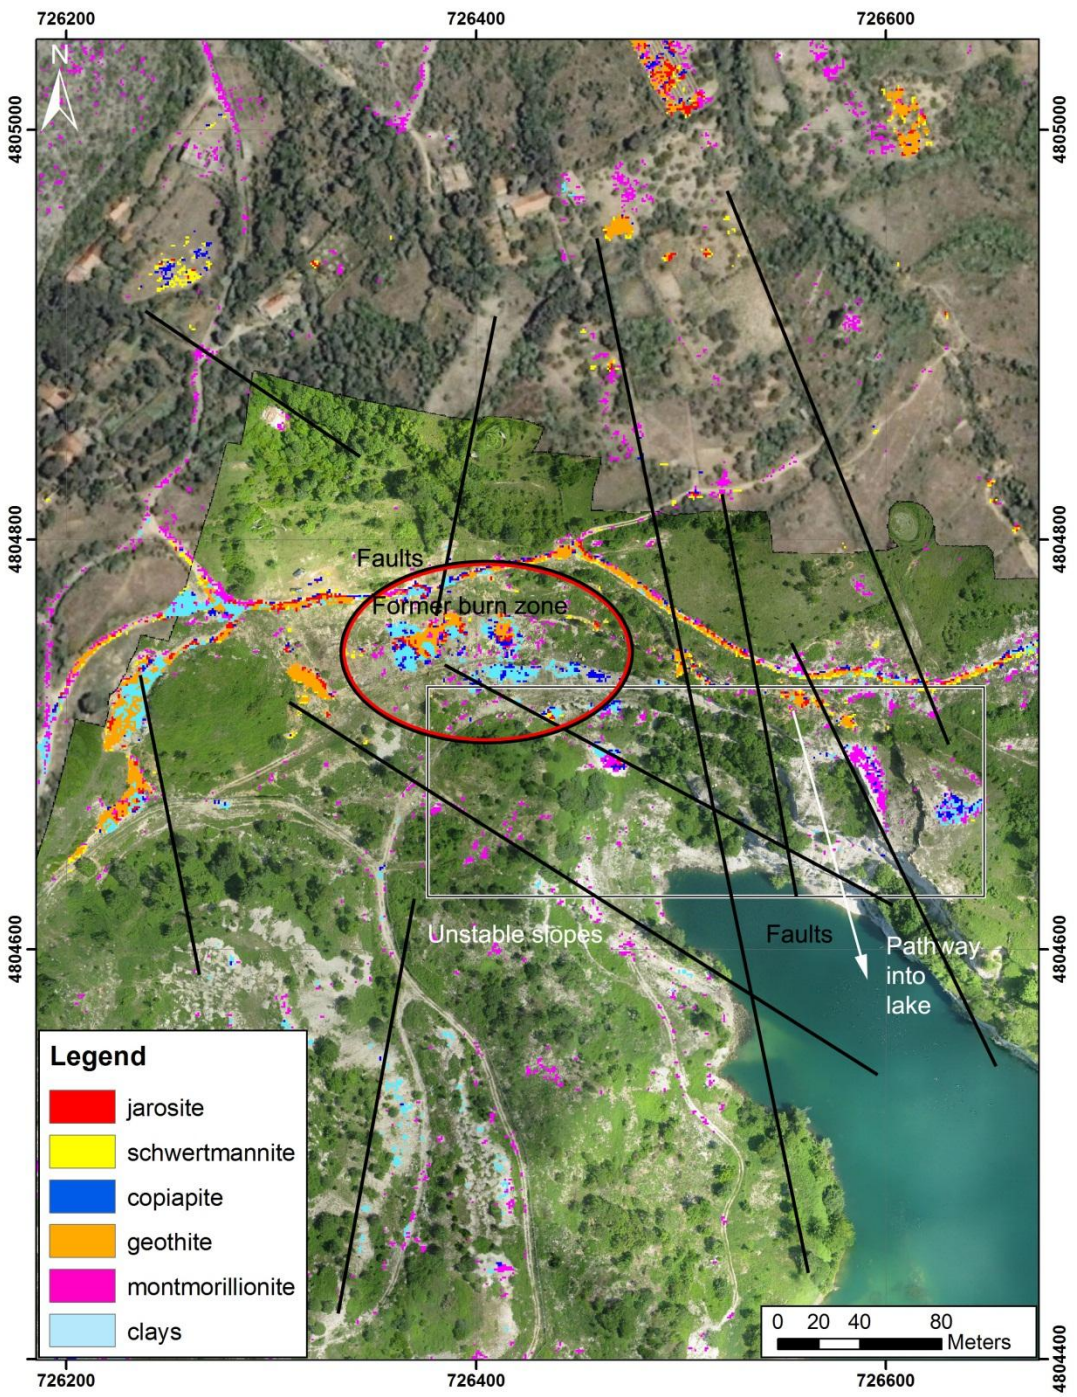 726200 726400 726600
N
4805000 4805000
4804800 4804800
Faults
Former burn zone
Unstable slopes
Faults
Pathway
into
lake
4804600 4804600
Legend
jarosite
schwertmannite
copiapite
geothite
montmorillionite
clays
0 20 40 80
Meters
4804400
726200 726400 726600